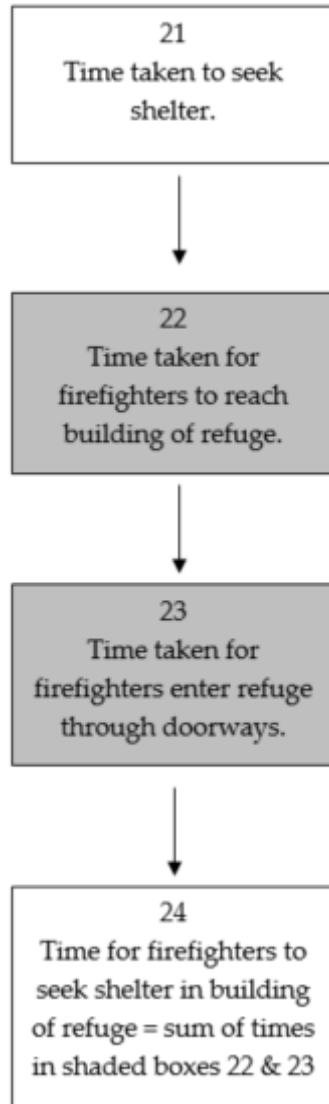 21
Time taken to seek
shelter.
22
Time taken for
firefighters to reach
building of refuge.
23
Time taken for
firefighters enter refuge
through doorways.
24
Time for firefighters to
seek shelter in building
of refuge = sum of times
in shaded boxes 22 & 23